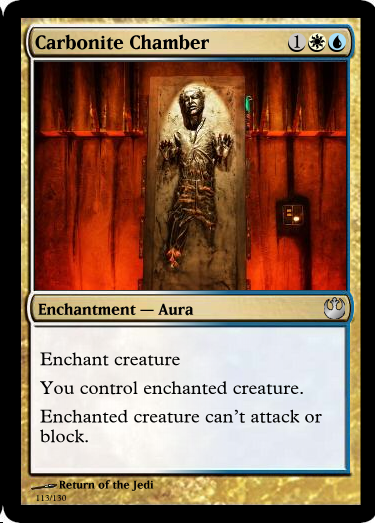 Carbonite Chamber 1
Enchantment — Aura
Enchant creature
You control enchanted creature.
Enchanted creature can't attack or
block.
Return of the Jedi
113/130